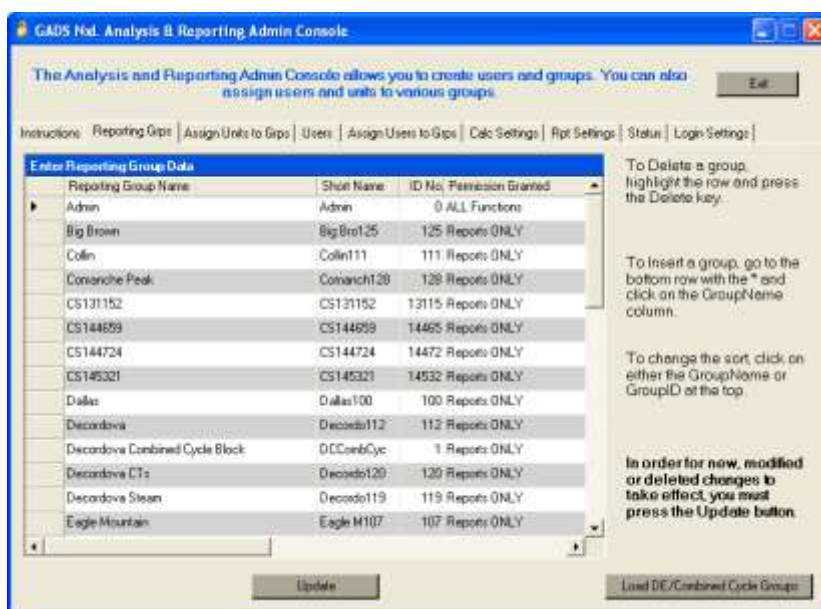 GADS NxL Analysis & Reporting Admin Console
The Analysis and Reporting Admin Console allows you to create users and groups. You can also
assign users and units to various groups.
Exit
Instructions Reporting Grps Assign Units to Grps Users Assign Users to Grps Calc Settings Rpt Settings Status Login Settings
Enter Reporting Group Data
Reporting Group Name Short Name ID No. Permission Granted
Admin Admin 0 ALL Functions
Big Brown Big Bro125 125 Reports ONLY
Collin Collin111 111 Reports ONLY
Comanche Peak Comanch128 128 Reports ONLY
CS131152 CS131152 13115 Reports ONLY
CS144659 CS144659 14465 Reports ONLY
CS144724 CS144724 14472 Reports ONLY
CS145321 CS145321 14532 Reports ONLY
Dallas Dallas100 100 Reports ONLY
Decordova Decordo112 112 Reports ONLY
Decordova Combined Cycle Block DCCombCyc 1 Reports ONLY
Decordova CTs Decordo120 120 Reports ONLY
Decordova Steam Decordo119 119 Reports ONLY
Eagle Mountain Eagle M107 107 Reports ONLY
To Delete a group,
highlight the row and press
the Delete key.
To Insert a group, go to the
bottom row with the * and
click on the GroupName
column.
To change the sort, click on
either the GroupName or
GroupID at the top.
In order for new, modified
or deleted changes to
take effect, you must
press the Update button.
Update
Load DE/Combined Cycle Groups